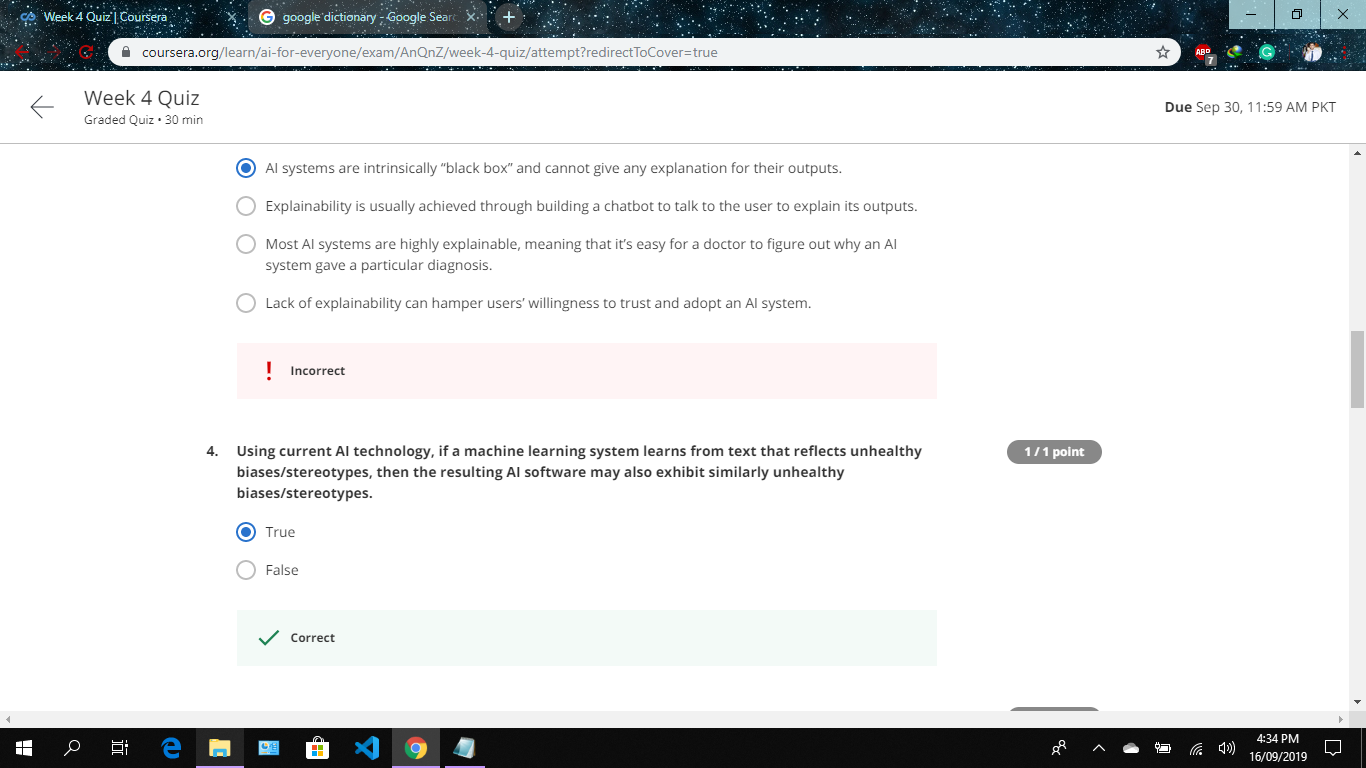 Week 4 Quiz | Coursera
google dictionary - Google Sear
coursera.org/learn/ai-for-everyone/exam/AnQnZ/week-4-quiz/attempt?redirectToCover=true
ABP
7
Week 4 Quiz
Graded Quiz • 30 min
Due Sep 30, 11:59 AM PKT
AI systems are intrinsically “black box” and cannot give any explanation for their outputs.
Explainability is usually achieved through building a chatbot to talk to the user to explain its outputs.
Most AI systems are highly explainable, meaning that it’s easy for a doctor to figure out why an AI
system gave a particular diagnosis.
Lack of explainability can hamper users’ willingness to trust and adopt an AI system.
Incorrect
4. Using current AI technology, if a machine learning system learns from text that reflects unhealthy
biases/stereotypes, then the resulting AI software may also exhibit similarly unhealthy
biases/stereotypes.
1 / 1 point
True
False
Correct
4:34 PM
16/09/2019